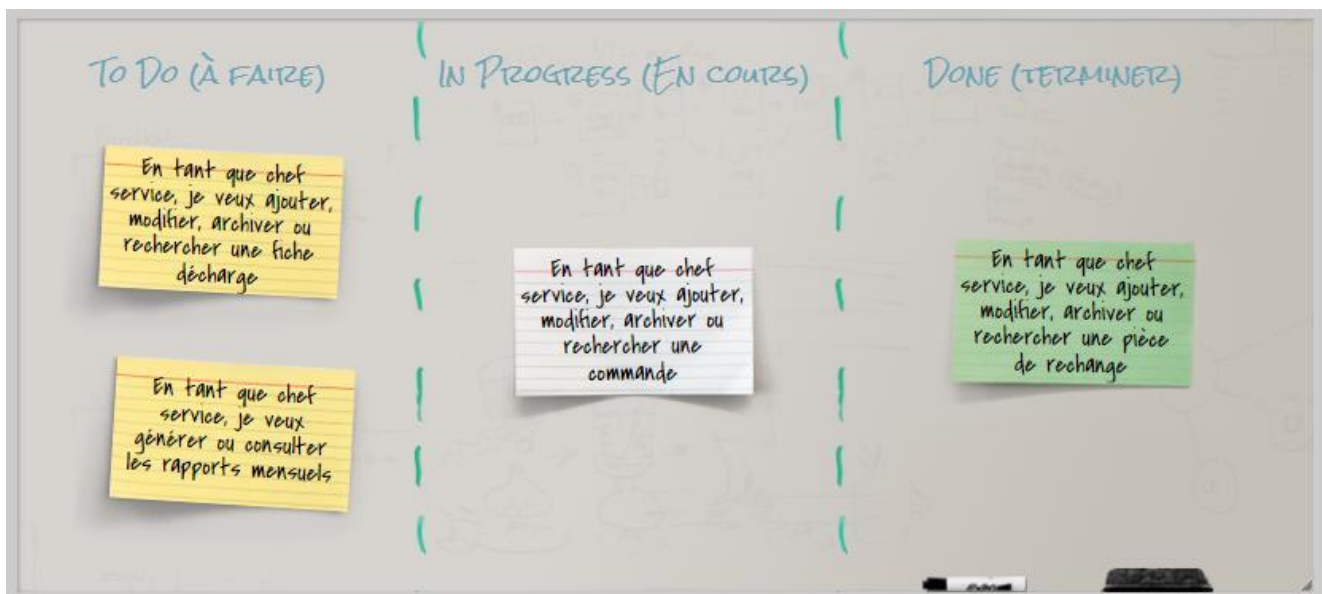 To Do (À faire)
In Progress (En cours)
Done (terminer)
En tant que chef
service, je veux ajouter,
modifier, archiver ou
rechercher une fiche
décharge
En tant que chef
service, je veux
générer ou consulter
les rapports mensuels
En tant que chef
service, je veux ajouter,
modifier, archiver ou
rechercher une
commande
En tant que chef
service, je veux ajouter,
modifier, archiver ou
rechercher une pièce
de rechange